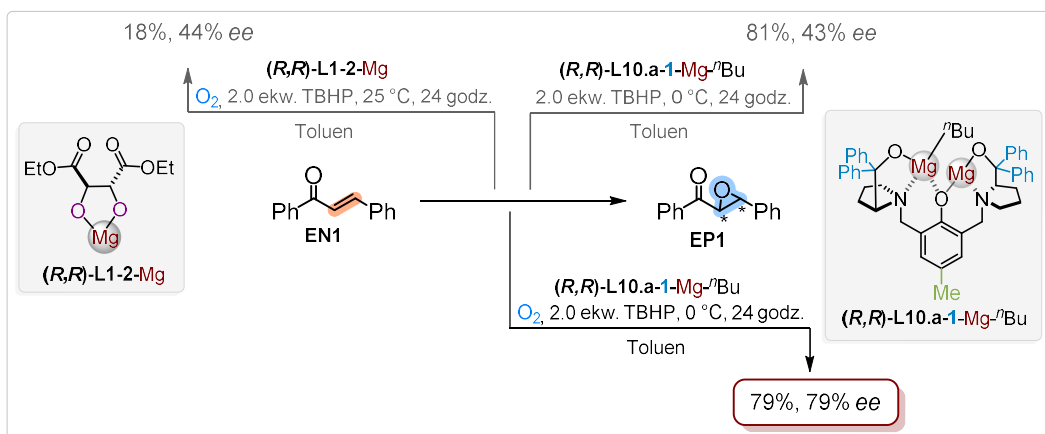 18%, 44% ee
81%, 43% ee
(R,R)-L1-2-Mg
O2, 2.0 ekw. TBHP, 25 °C, 24 godz.
Toluen
(R,R)-L10.a-1-Mg-nBu
2.0 ekw. TBHP, 0 °C, 24 godz.
Toluen
O
O
EtO
OEt
O
O
Mg
(R,R)-L1-2-Mg
O
Ph
Ph
EN1
O
O
Ph
Ph
*
*
EP1
nBu
Ph
Ph
O
Mg
Mg
O
Ph
Ph
N
O
N
Me
(R,R)-L10.a-1-Mg-nBu
(R,R)-L10.a-1-Mg-nBu
O2, 2.0 ekw. TBHP, 0 °C, 24 godz.
Toluen
79%, 79% ee